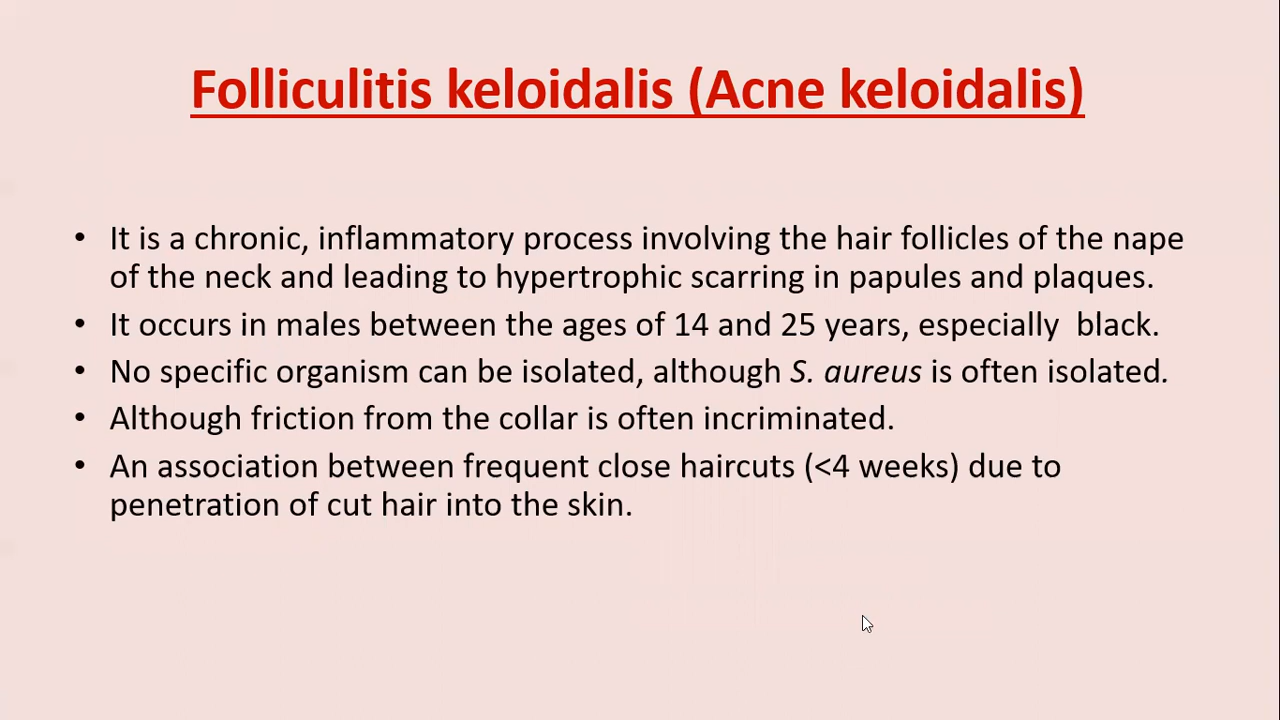 Folliculitis keloidalis (Acne keloidalis)
• It is a chronic, inflammatory process involving the hair follicles of the nape
of the neck and leading to hypertrophic scarring in papules and plaques.
• It occurs in males between the ages of 14 and 25 years, especially  black.
• No specific organism can be isolated, although S. aureus is often isolated.
• Although friction from the collar is often incriminated.
• An association between frequent close haircuts (<4 weeks) due to
penetration of cut hair into the skin.